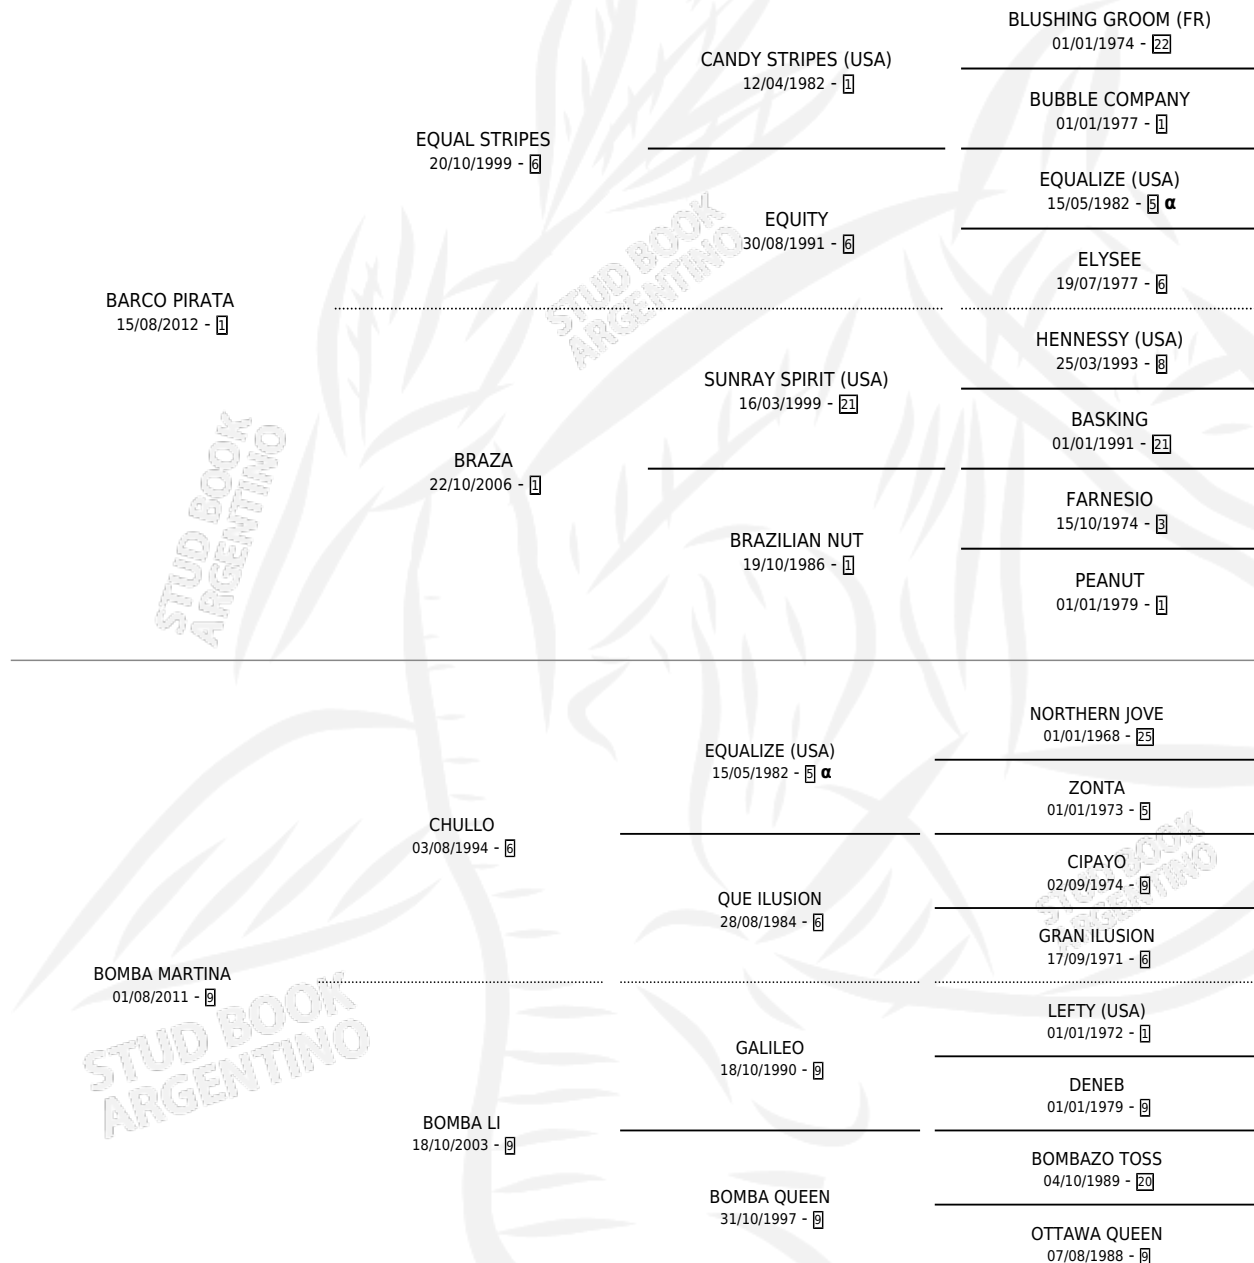 BLUSHING GROOM (FR)
01/01/1974 - 22
CANDY STRIPES (USA)
12/04/1982 - 1
BUBBLE COMPANY
01/01/1977 - 1
EQUAL STRIPES
20/10/1999 - 6
EQUALIZE (USA)
15/05/1982 - 5 α
EQUITY
30/08/1991 - 6
ELYSEE
19/07/1977 - 6
BARCO PIRATA
15/08/2012 - 1
HENNESSY (USA)
25/03/1993 - 8
SUNRAY SPIRIT (USA)
16/03/1999 - 21
BASKING
01/01/1991 - 21
BRAZA
22/10/2006 - 1
FARNESIO
15/10/1974 - 3
BRAZILIAN NUT
19/10/1986 - 1
PEANUT
01/01/1979 - 1
STUD BOOK
ARGENTINO
STUD BOOK
ARGENTINO
NORTHERN JOVE
01/01/1968 - 25
EQUALIZE (USA)
15/05/1982 - 5 α
ZONTA
01/01/1973 - 5
CHULLO
03/08/1994 - 6
CIPAYO
02/09/1974 - 9
QUE ILUSION
28/08/1984 - 6
GRAN ILUSION
17/09/1971 - 6
BOMBA MARTINA
01/08/2011 - 9
LEFTY (USA)
01/01/1972 - 1
GALILEO
18/10/1990 - 9
DENEB
01/01/1979 - 9
BOMBA LI
18/10/2003 - 9
BOMBAZO TOSS
04/10/1989 - 20
BOMBA QUEEN
31/10/1997 - 9
OTTAWA QUEEN
07/08/1988 - 9
STUD BOOK
ARGENTINO
STUD BOOK
ARGENTINO